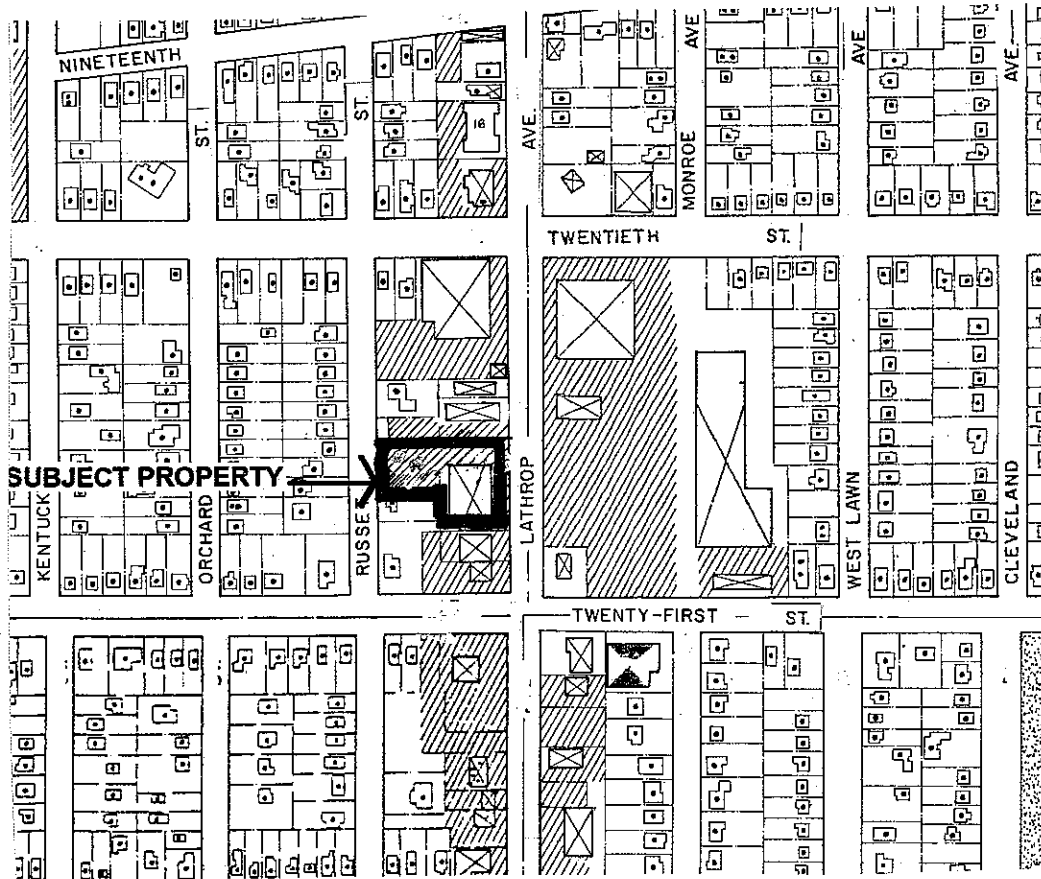 NINETEENTH
ST.
ST.
16
AVE.
MONROE
AVE
AVE
AVE.
TWENTIETH ST.
SUBJECT PROPERTY
KENTUCK
ORCHARD
RUSSE
LATHROP
WEST LAWN
CLEVELAND
TWENTY-FIRST ST.